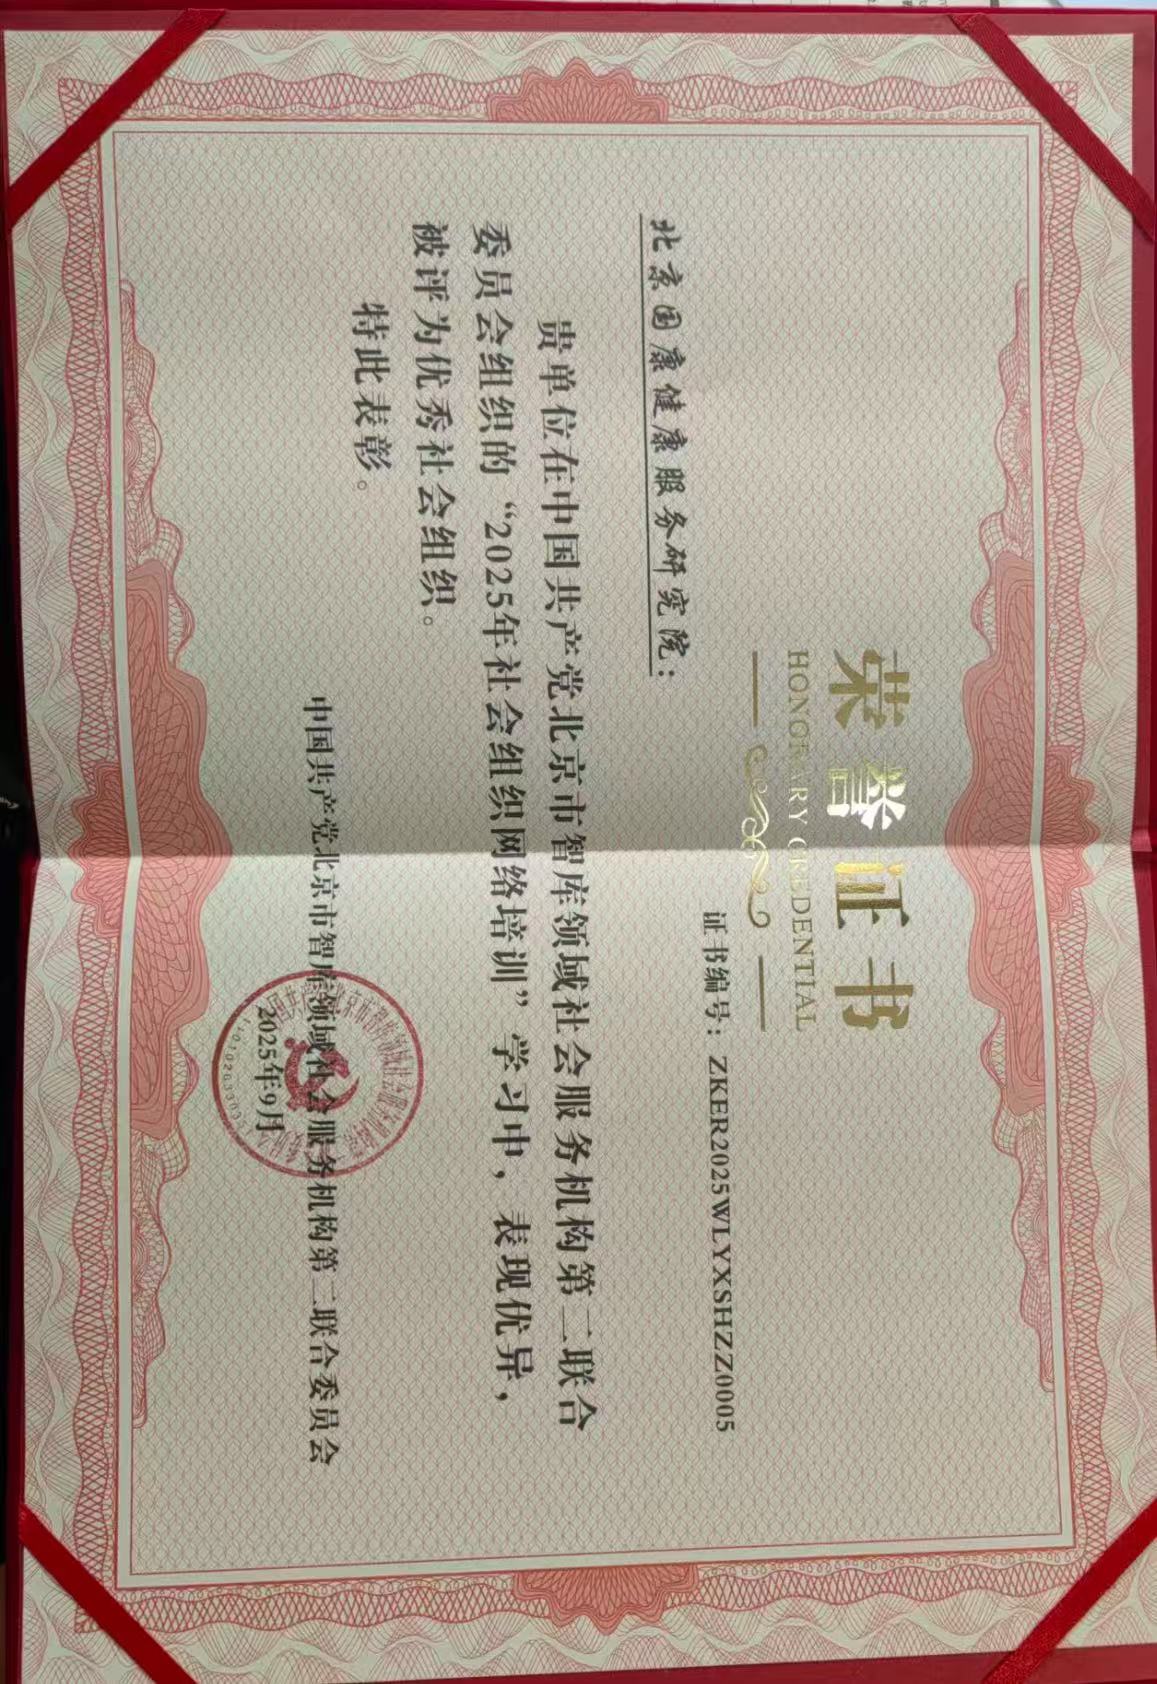 荣誉证书
HONORARY CREDENTIAL
证书编号：ZKER2025WLYXSHZZ0005
北京国康健康服务研究院：
贵单位在中国共产党北京市智库领域社会服务机构第二联合
委员会组织的“2025年社会组织网络培训”学习中，表现优异，
被评为优秀社会组织。
特此表彰。
中国共产党北京市智库领域社会服务机构第二联合委员会
2025年9月